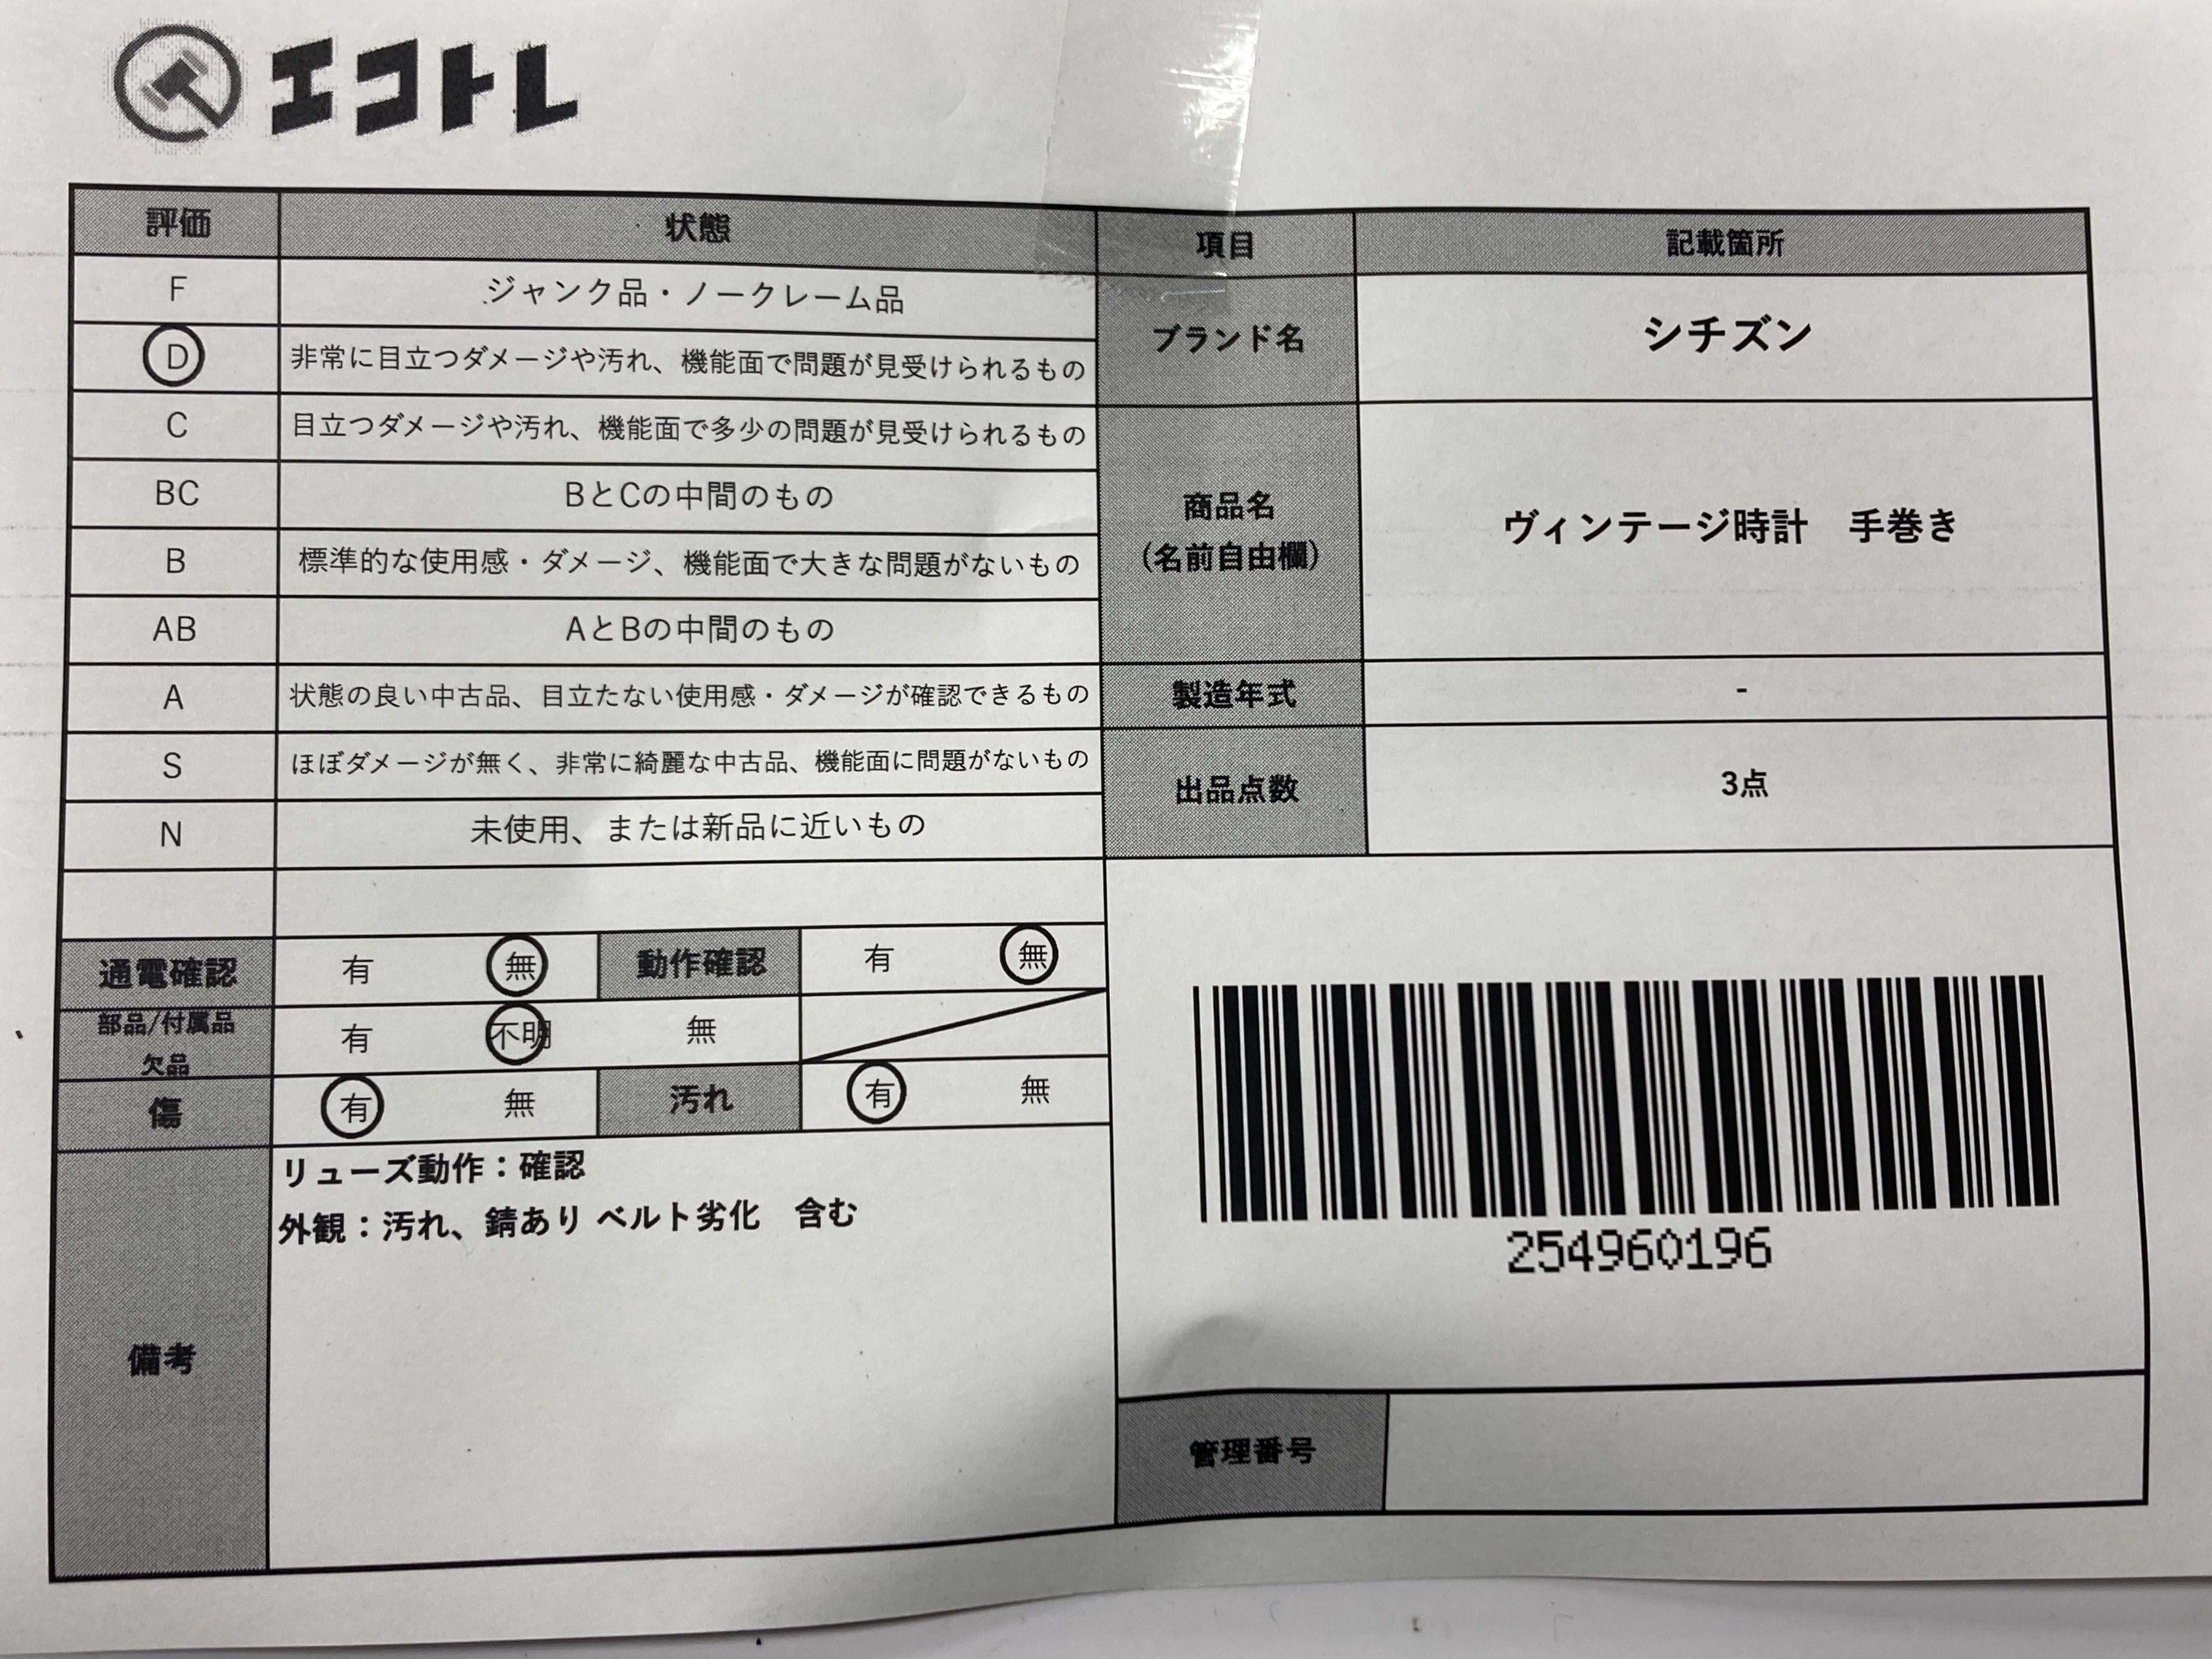 エコトレ
評価 状態
F ジャンク品・ノークレーム品
D 非常に目立つダメージや汚れ、機能面で問題が見受けられるもの
C 目立つダメージや汚れ、機能面で多少の問題が見受けられるもの
BC BとCの中間のもの
B 標準的な使用感・ダメージ、機能面で大きな問題がないもの
AB AとBの中間のもの
A 状態の良い中古品、目立たない使用感・ダメージが確認できるもの
S ほぼダメージが無く、非常に綺麗な中古品、機能面に問題がないもの
N 未使用、または新品に近いもの
通電確認 有 無 動作確認 有 無
部品/付属品
欠品
有 不明 無
傷 有 無 汚れ 有 無
備考
リューズ動作：確認
外観：汚れ、錆あり ベルト劣化　含む
項目 記載箇所
ブランド名 シチズン
商品名
(名前自由欄)
ヴィンテージ時計　手巻き
製造年式 -
出品点数 3点
254960196
管理番号